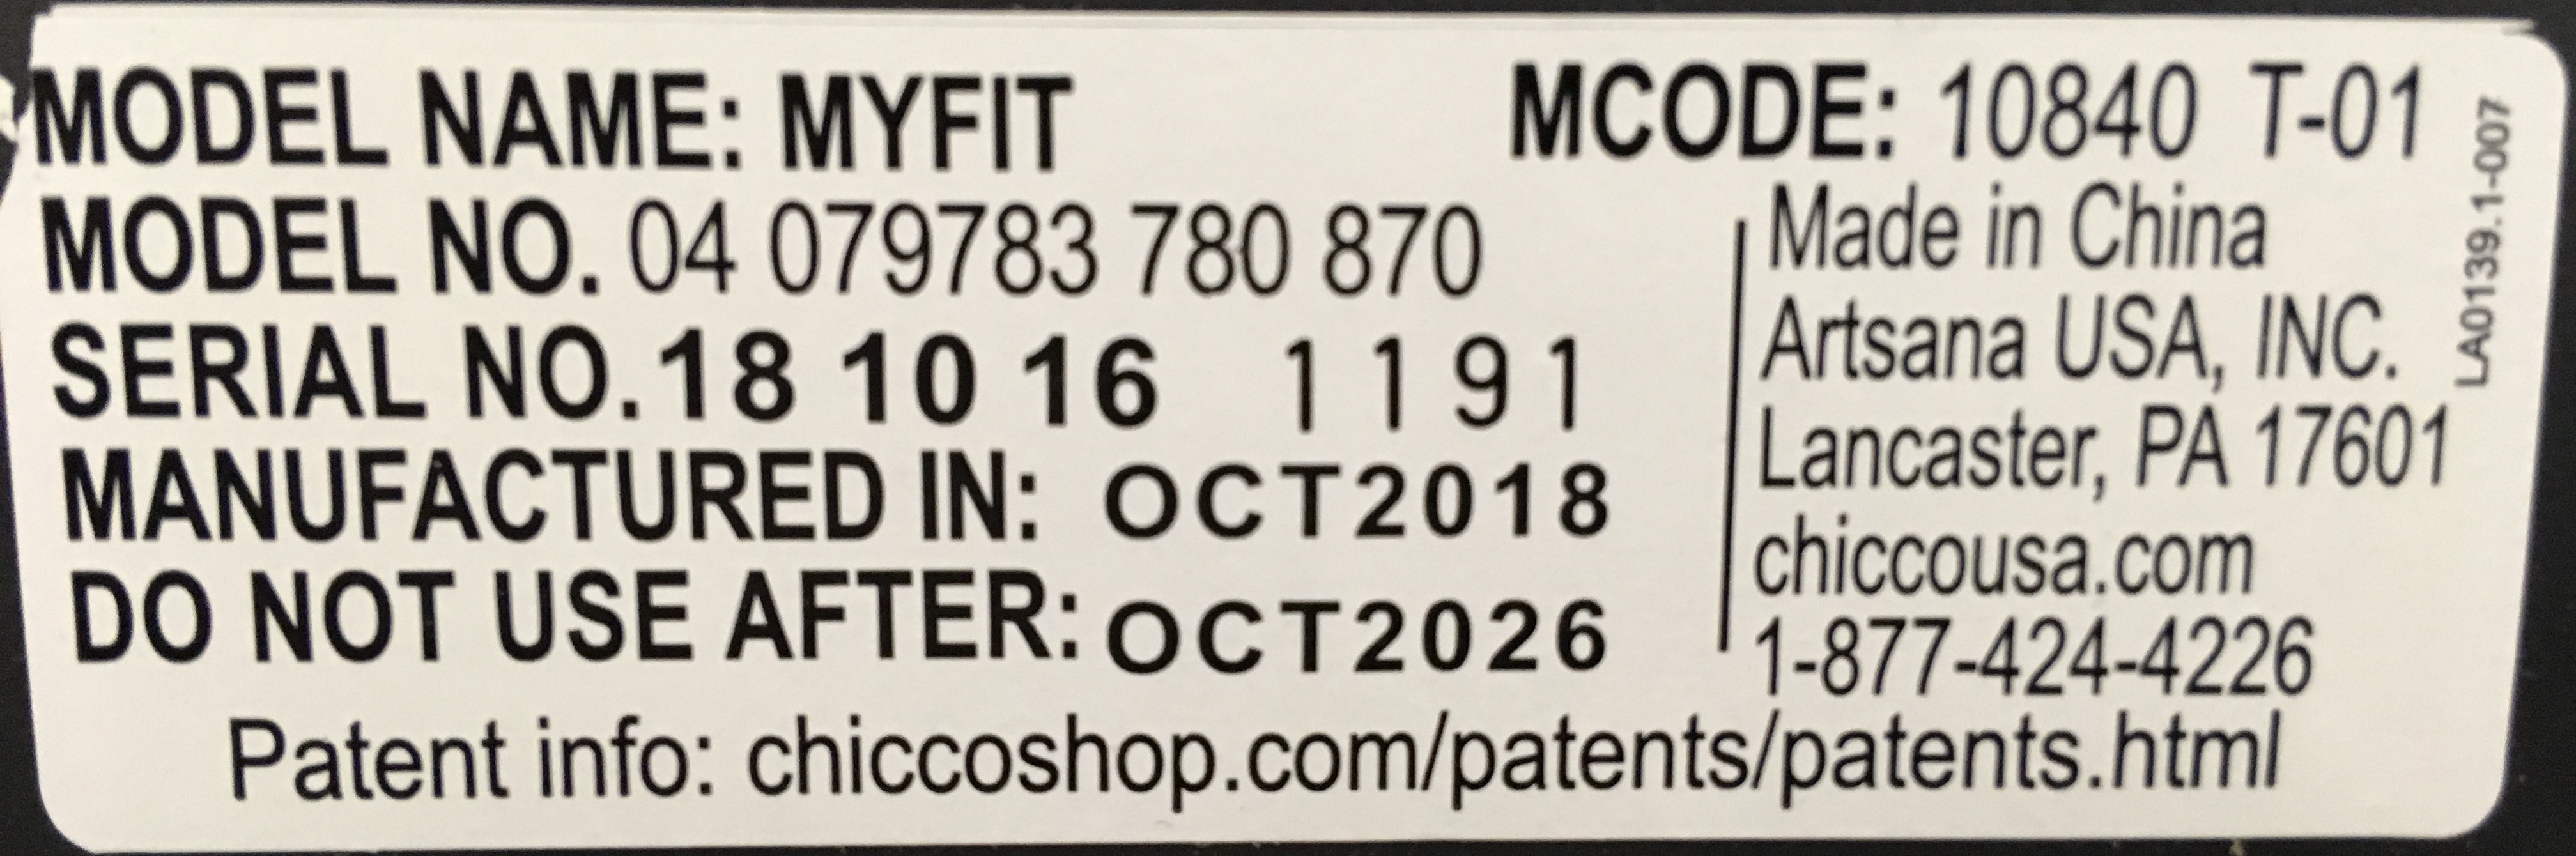 MODEL NAME: MYFIT
MODEL NO. 04 079783 780 870
SERIAL NO. 18 10 16 1191
MANUFACTURED IN: OCT2018
DO NOT USE AFTER: OCT2026
MCODE: 10840 T-01
Made in China
Artsana USA, INC.
Lancaster, PA 17601
chiccousa.com
1-877-424-4226
LA0139.1-007
Patent info: chiccoshop.com/patents/patents.html